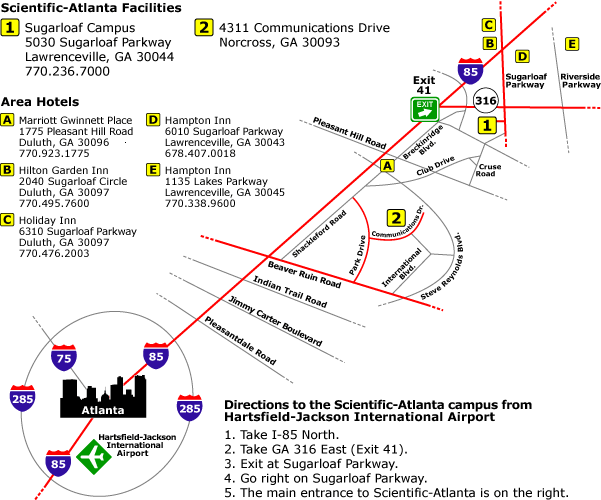 Scientific-Atlanta Facilities
1 Sugarloaf Campus
5030 Sugarloaf Parkway
Lawrenceville, GA 30044
770.236.7000
2 4311 Communications Drive
Norcross, GA 30093
Area Hotels
A Marriott Gwinnett Place
1775 Pleasant Hill Road
Duluth, GA 30096
770.923.1775
B Hilton Garden Inn
2040 Sugarloaf Circle
Duluth, GA 30097
770.495.7600
C Holiday Inn
6310 Sugarloaf Parkway
Duluth, GA 30097
770.476.2003
D Hampton Inn
6010 Sugarloaf Parkway
Lawrenceville, GA 30043
678.407.0018
E Hampton Inn
1135 Lakes Parkway
Lawrenceville, GA 30045
770.338.9600
C
B
D
E
85
Sugarloaf
Parkway
Riverside
Parkway
Exit
41
EXIT
316
1
Pleasant Hill Road
Breckinridge
Blvd.
A
Club Drive
Cruse
Road
Shackleford Road
2
Communications Dr.
Park Drive
International
Blvd.
Steve Reynolds Blvd.
Beaver Ruin Road
Indian Trail Road
Jimmy Carter Boulevard
Pleasantdale Road
75
85
285
285
Atlanta
Hartsfield-Jackson
International
Airport
85
Directions to the Scientific-Atlanta campus from
Hartsfield-Jackson International Airport
1. Take I-85 North.
2. Take GA 316 East (Exit 41).
3. Exit at Sugarloaf Parkway.
4. Go right on Sugarloaf Parkway.
5. The main entrance to Scientific-Atlanta is on the right.